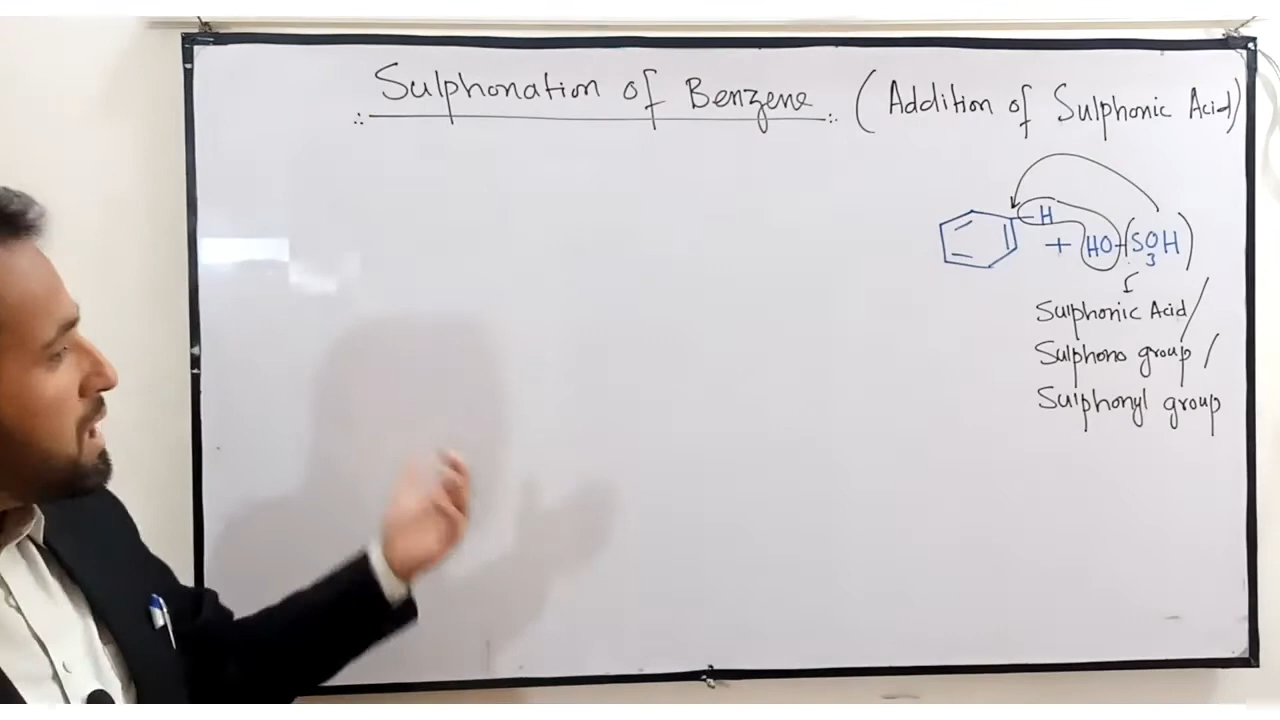 Sulphonation of Benzene (Addition of Sulphonic Acid)
H
+ HO-(SO3H)
Sulphonic Acid/
Sulphono group/
Sulphonyl group